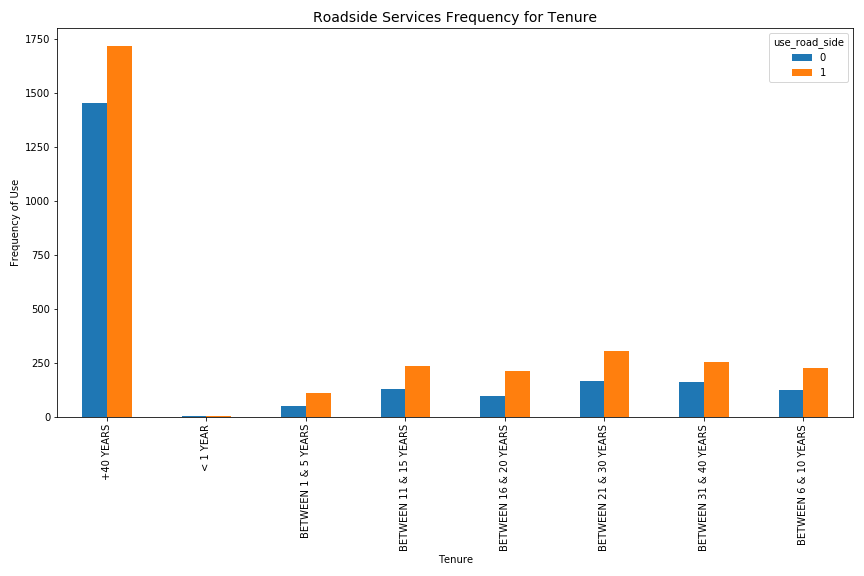 Roadside Services Frequency for Tenure
use_road_side
0
1
Frequency of Use
1750
1500
1250
1000
750
500
250
0
+40 YEARS
< 1 YEAR
BETWEEN 1 & 5 YEARS
BETWEEN 11 & 15 YEARS
BETWEEN 16 & 20 YEARS
BETWEEN 21 & 30 YEARS
BETWEEN 31 & 40 YEARS
BETWEEN 6 & 10 YEARS
Tenure